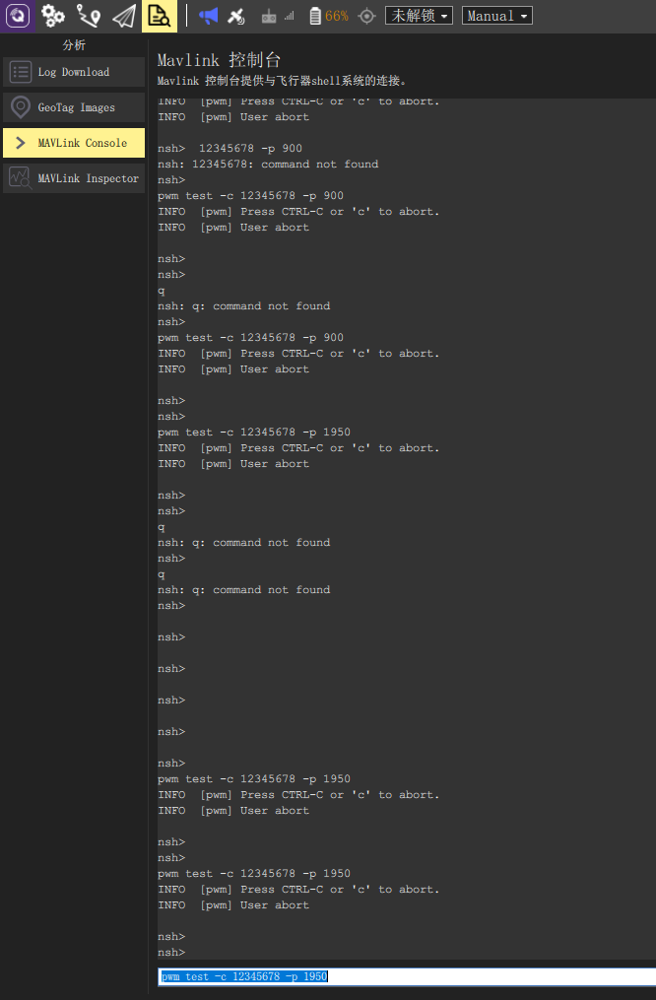 66%
未解锁
Manual
分析
Log Download
GeoTag Images
MAVLink Console
MAVLink Inspector
Mavlink 控制台
Mavlink 控制台提供与飞行器shell系统的连接。
INFO  [pwm] Press CTRL-C or 'c' to abort.
INFO  [pwm] User abort
nsh>  12345678 -p 900
nsh: 12345678: command not found
nsh>
pwm test -c 12345678 -p 900
INFO  [pwm] Press CTRL-C or 'c' to abort.
INFO  [pwm] User abort
nsh>
nsh>
q
nsh: q: command not found
nsh>
pwm test -c 12345678 -p 900
INFO  [pwm] Press CTRL-C or 'c' to abort.
INFO  [pwm] User abort
nsh>
nsh>
pwm test -c 12345678 -p 1950
INFO  [pwm] Press CTRL-C or 'c' to abort.
INFO  [pwm] User abort
nsh>
nsh>
q
nsh: q: command not found
nsh>
q
nsh: q: command not found
nsh>
nsh>
nsh>
nsh>
nsh>
nsh>
pwm test -c 12345678 -p 1950
INFO  [pwm] Press CTRL-C or 'c' to abort.
INFO  [pwm] User abort
nsh>
nsh>
pwm test -c 12345678 -p 1950
INFO  [pwm] Press CTRL-C or 'c' to abort.
INFO  [pwm] User abort
nsh>
nsh>
pwm test -c 12345678 -p 1950